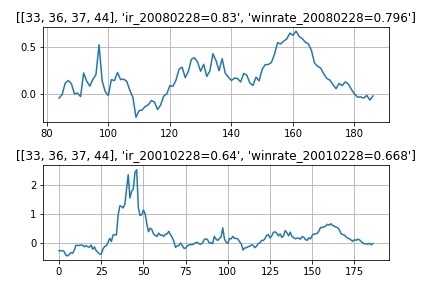 [[33, 36, 37, 44], 'ir_20080228=0.83', 'winrate_20080228=0.796']
0.5
0.0
80 100 120 140 160 180
[[33, 36, 37, 44], 'ir_20010228=0.64', 'winrate_20010228=0.668']
2
1
0
0 25 50 75 100 125 150 175